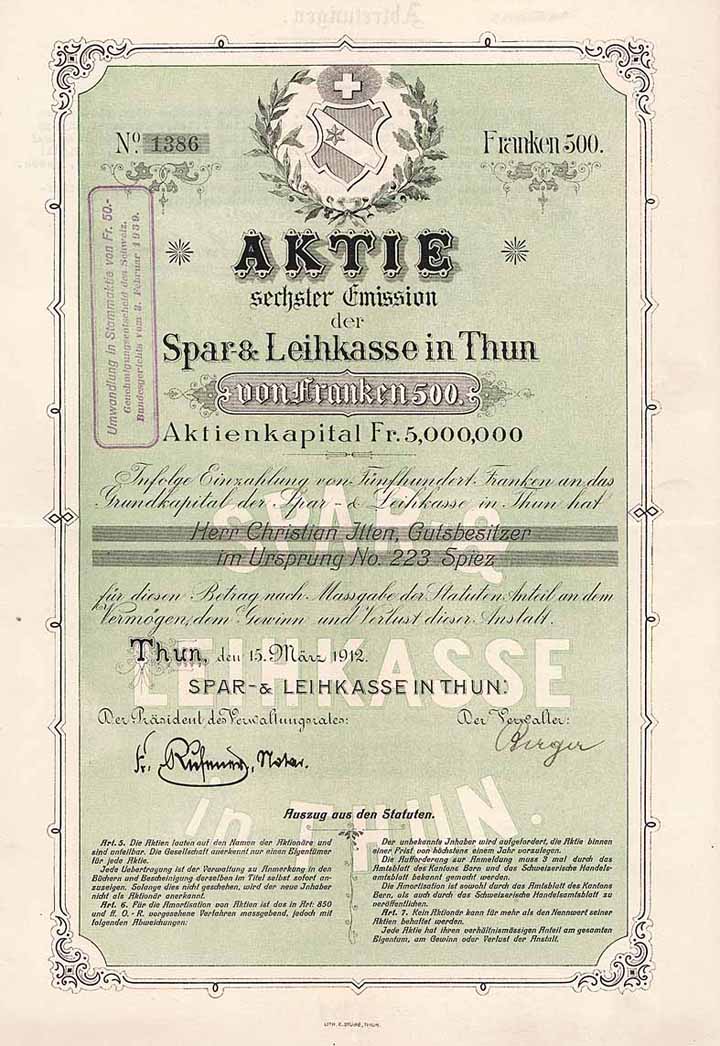 Abtretungen.
No. 1386
Franken 500.
Umwandlung in Stammaktie von Fr. 50.-
Genehmigungsentscheid des Schweiz.
Bundesgerichts vom 2. Februar 1939.
AKTIE
sechster Emission
der
Spar-& Leihkasse in Thun
von Franken 500.
Aktienkapital Fr. 5,000,000
Infolge Einzahlung von Fünfhundert Franken an das
Grundkapital der Spar- & Leihkasse in Thun hat
Herr Christian Itten, Gutsbesitzer
im Ursprung No. 223 Spiez
für diesen Betrag nach Massgabe der Statuten Anteil an dem
Vermögen, dem Gewinn und Verlust dieser Anstalt.
SPAR &
LEIHKASSE
in THUN.
Thun, den 15. März 1912.
SPAR- & LEIHKASSE IN THUN:
Der Präsident des Verwaltungsrates:
Der Verwalter:
Fr. Notar.
Berger
Auszug aus den Statuten.
Art. 5. Die Aktien lauten auf den Namen der Aktionäre und
sind unteilbar. Die Gesellschaft anerkennt nur einen Eigentümer
für jede Aktie.
Jede Uebertragung ist der Verwaltung zu Anmerkung in den
Büchern und Bescheinigung derselben im Titel selbst sofort an-
zuzeigen. Solange dies nicht geschehen, wird der neue Inhaber
nicht als Aktionär anerkannt.
Art. 6. Für die Amortisation von Aktien ist das in Art. 850
und ff. O.-R. vorgesehene Verfahren massgebend, jedoch mit
folgenden Abweichungen:
Der unbekannte Inhaber wird aufgefordert, die Aktie binnen
einer Frist von höchstens einem Jahr vorzulegen.
Die Aufforderung zur Anmeldung muss 3 mal durch das
Amtsblatt des Kantons Bern und das Schweizerische Handels-
amtsblatt bekannt gemacht werden.
Die Amortisation ist sowohl durch das Amtsblatt des Kantons
Bern, als auch durch das Schweizerische Handelsamtsblatt zu
veröffentlichen.
Art. 7. Kein Aktionär kann für mehr als den Nennwert seiner
Aktien behaftet werden.
Jede Aktie hat ihren verhältnismässigen Anteil am gesamten
Eigentum, am Gewinn oder Verlust der Anstalt.
LITH. THUN.